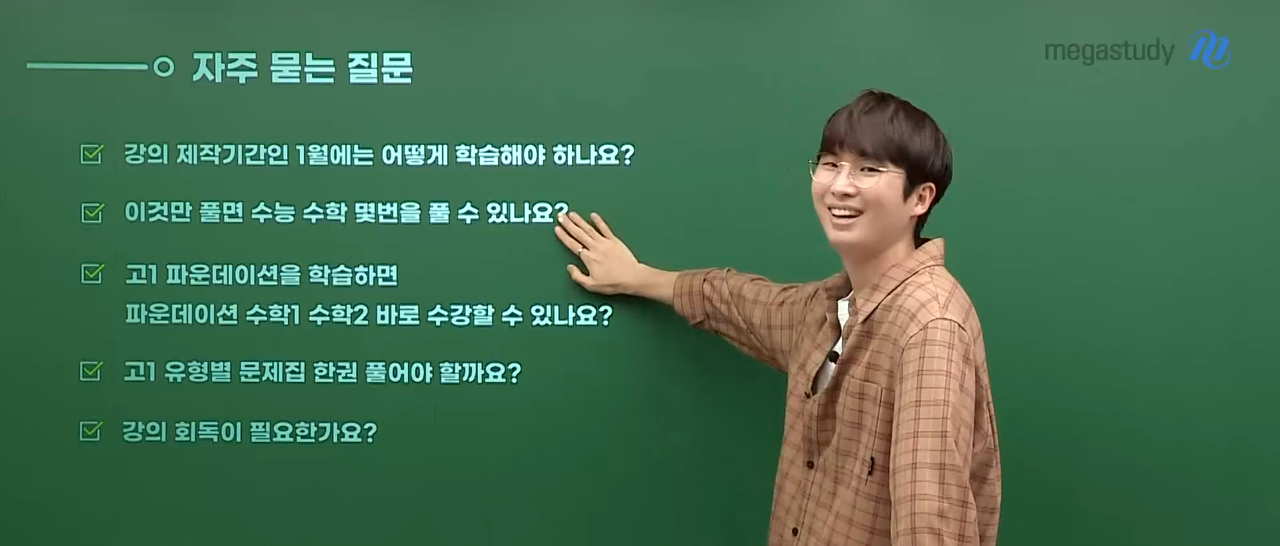 megastudy
자주 묻는 질문
강의 제작기간인 1월에는 어떻게 학습해야 하나요?
이것만 풀면 수능 수학 몇번을 풀 수 있나요?
고1 파운데이션을 학습하면
파운데이션 수학1 수학2 바로 수강할 수 있나요?
고1 유형별 문제집 한권 풀어야 할까요?
강의 회독이 필요한가요?